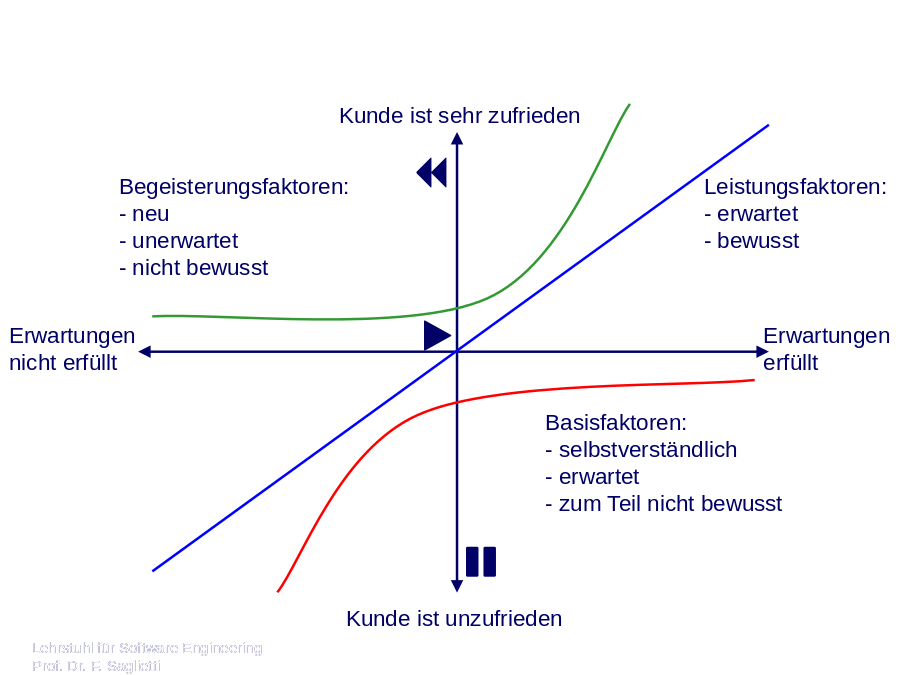 Kunde ist sehr zufrieden
Begeisterungsfaktoren:
- neu
- unerwartet
- nicht bewusst
Leistungsfaktoren:
- erwartet
- bewusst
Erwartungen
nicht erfüllt
Erwartungen
erfüllt
Basisfaktoren:
- selbstverständlich
- erwartet
- zum Teil nicht bewusst
Kunde ist unzufrieden
Lehrstuhl für Software Engineering
Prof. Dr. F. Saglietti